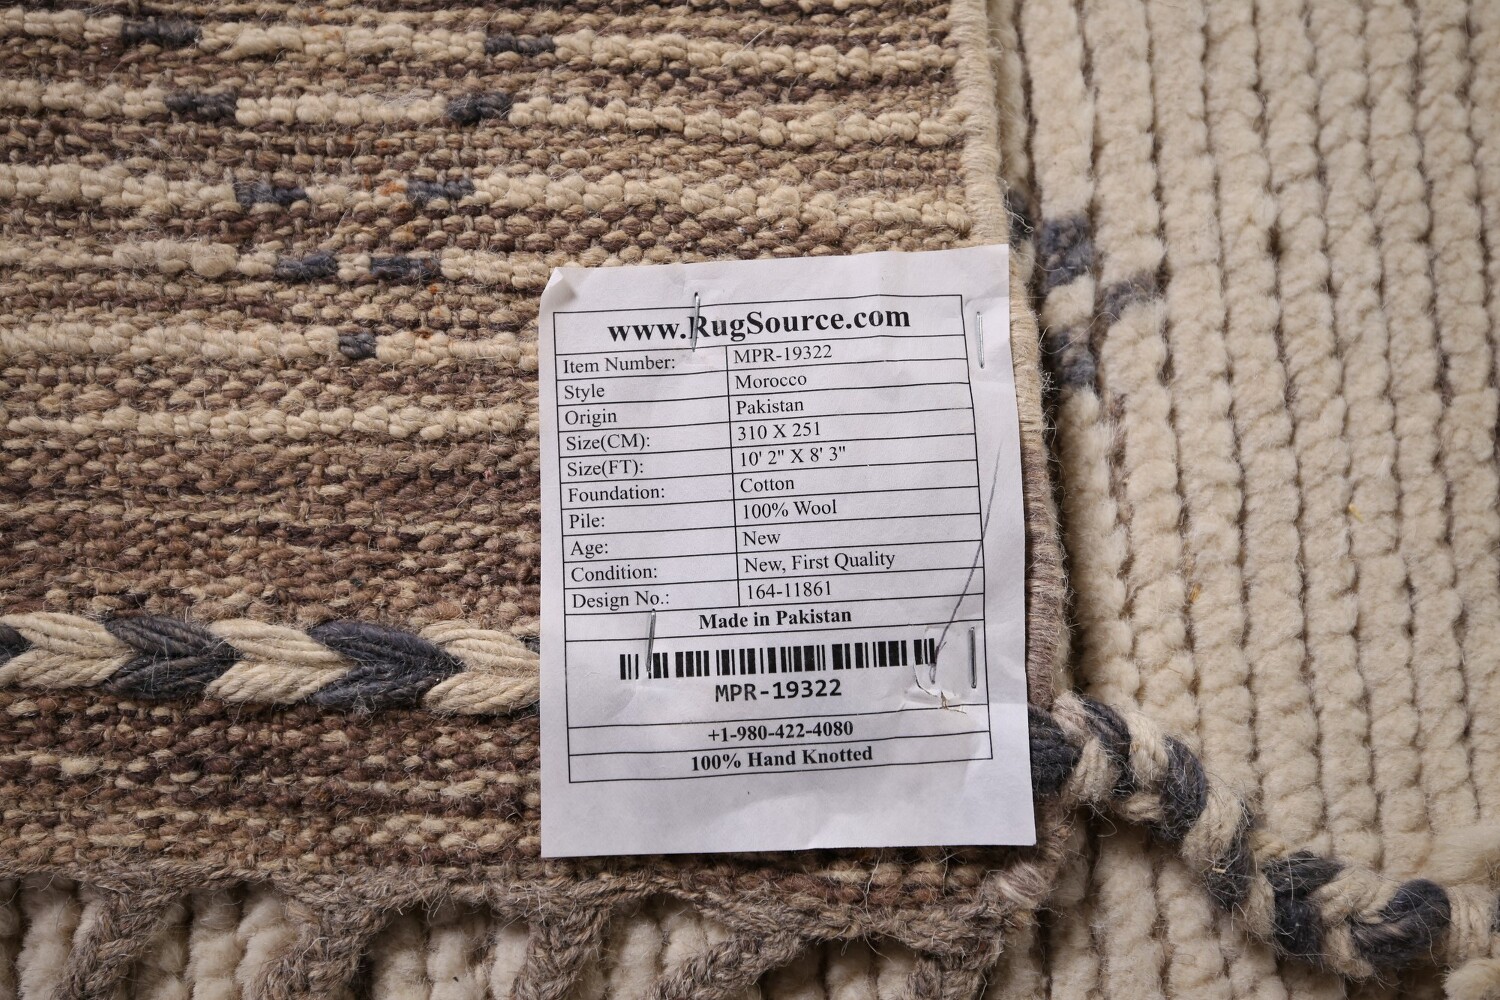 www.RugSource.com
Item Number: MPR-19322
Style Morocco
Origin Pakistan
Size(CM): 310 X 251
Size(FT): 10' 2" X 8' 3"
Foundation: Cotton
Pile: 100% Wool
Age: New
Condition: New, First Quality
Design No.: 164-11861
Made in Pakistan
MPR-19322
+1-980-422-4080
100% Hand Knotted